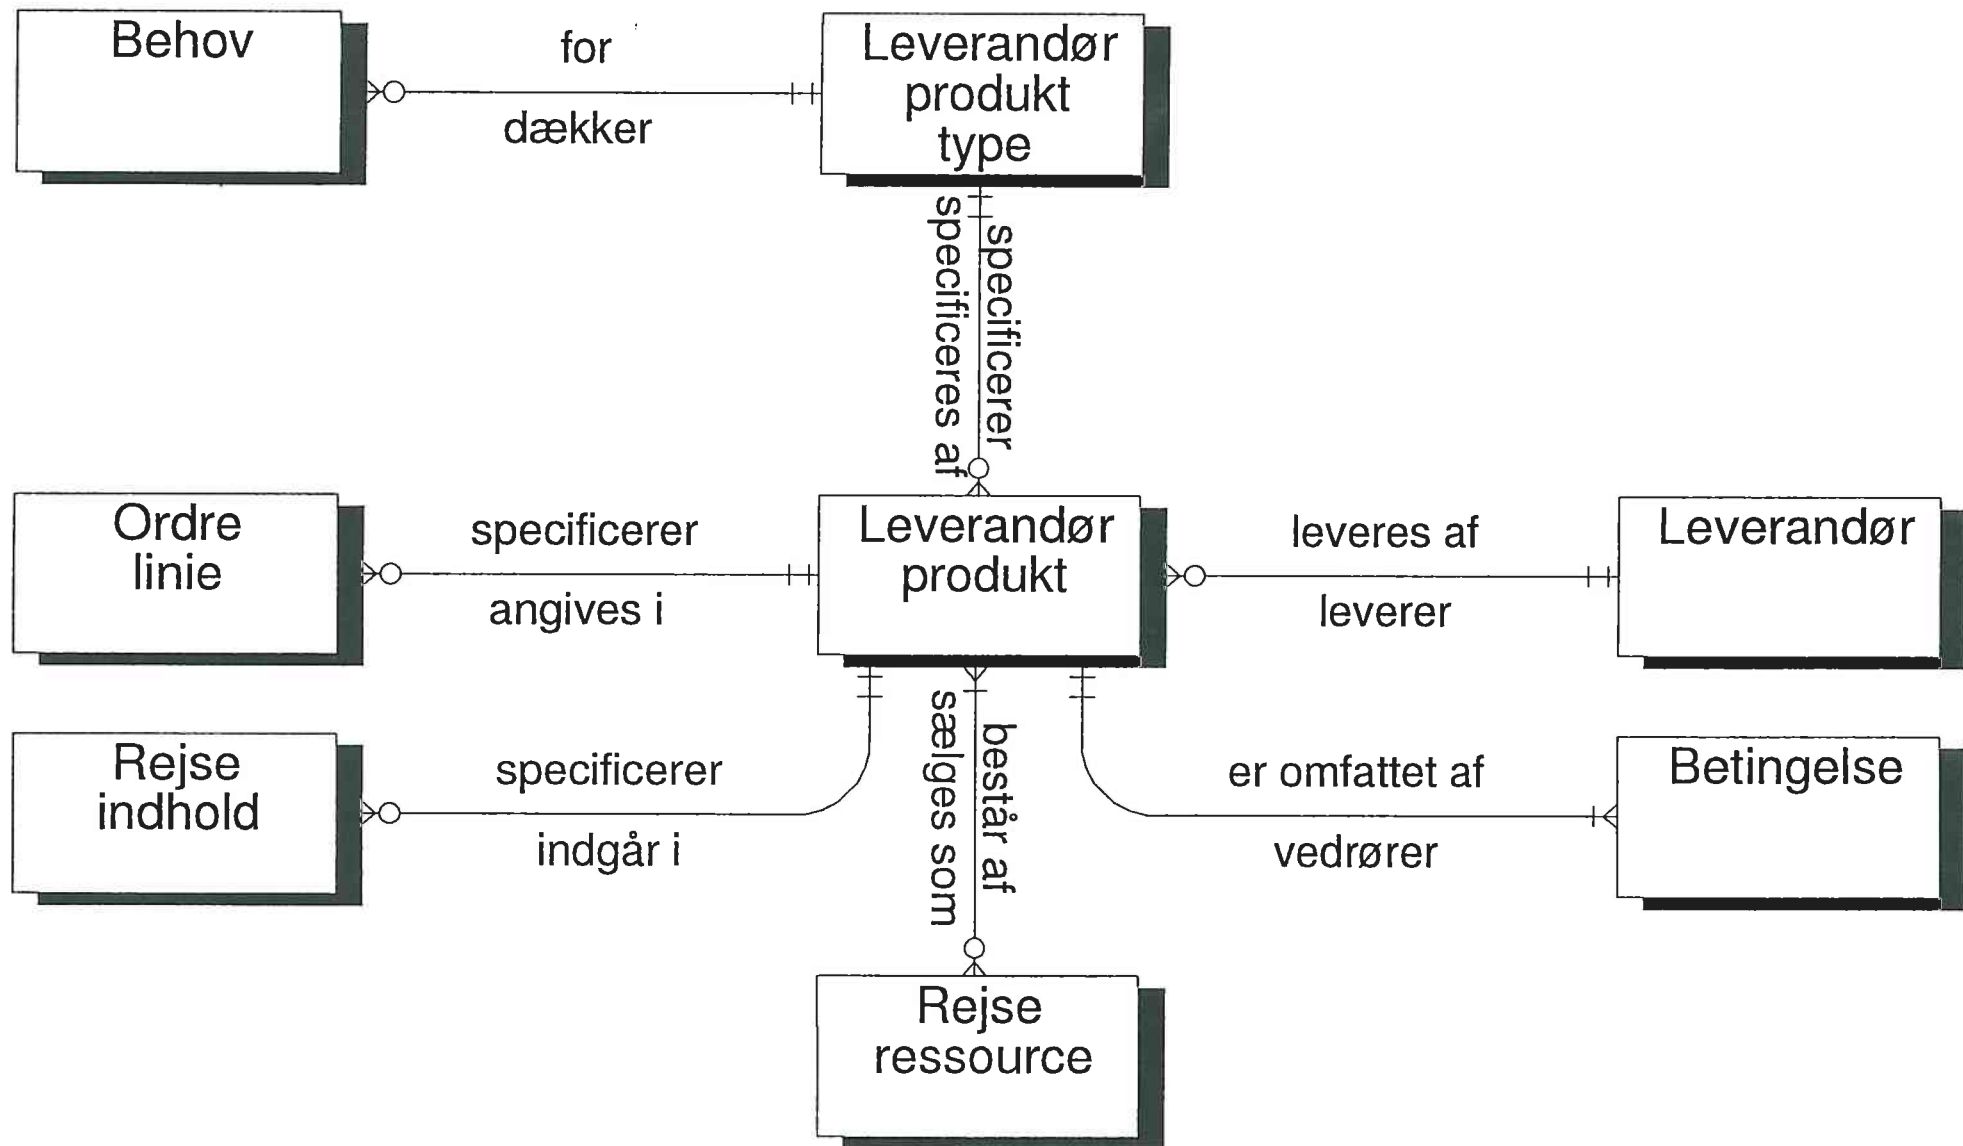 Behov
for
dækker
Leverandør
produkt
type
specificerer
specificeres af
Ordre
linie
specificerer
angives i
Leverandør
produkt
leveres af
leverer
Leverandør
Rejse
indhold
specificerer
indgår i
består af
sælges som
er omfattet af
vedrører
Betingelse
Rejse
ressource